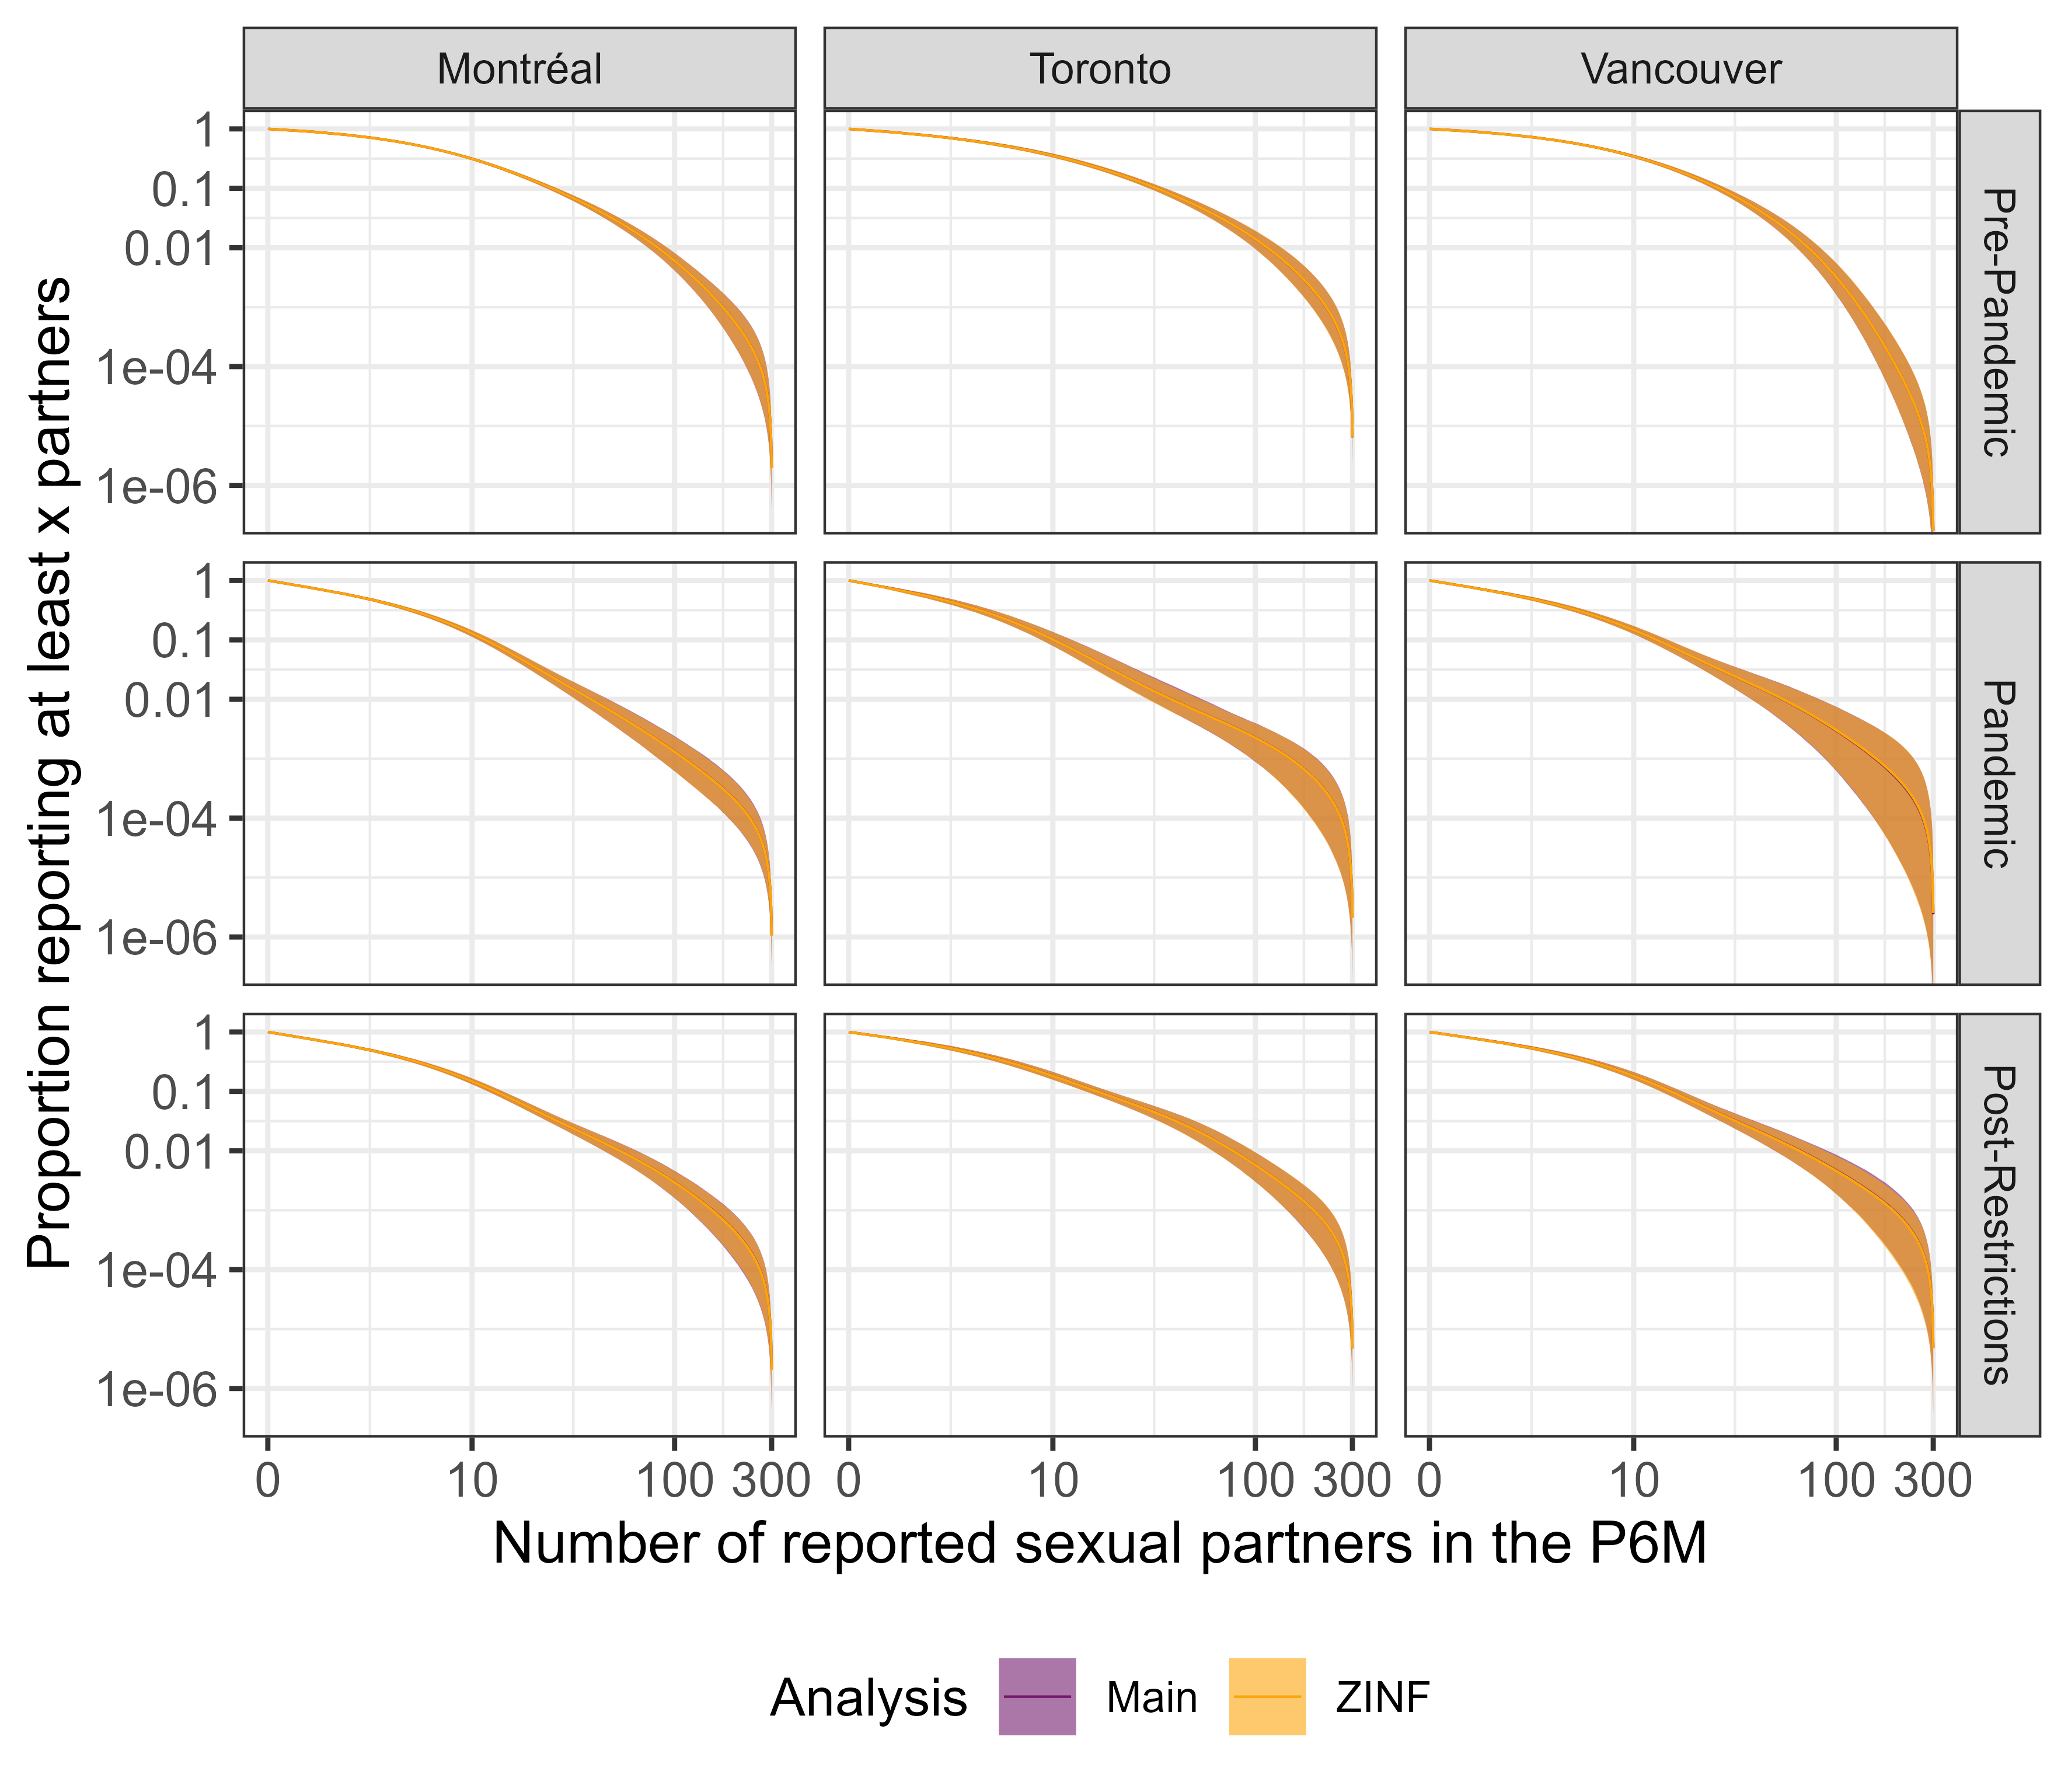 Montréal Toronto Vancouver
Proportion reporting at least x partners
1
0.1
0.01
1e-04
1e-06
Pre-Pandemic
1
0.1
0.01
1e-04
1e-06
Pandemic
1
0.1
0.01
1e-04
1e-06
Post-Restrictions
0 10 100 300 0 10 100 300 0 10 100 300
Number of reported sexual partners in the P6M
Analysis Main ZINF